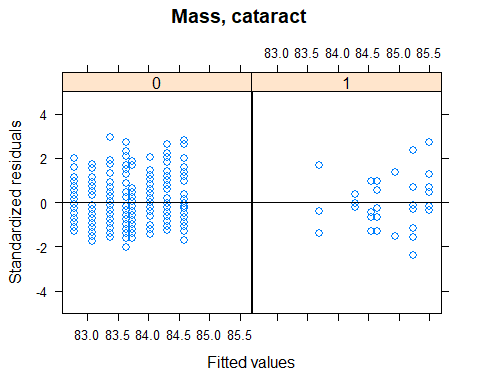 Mass, cataract
83.0 83.5 84.0 84.5 85.0 85.5
0 1
4
2
0
-2
-4
Standardized residuals
83.0 83.5 84.0 84.5 85.0 85.5
Fitted values